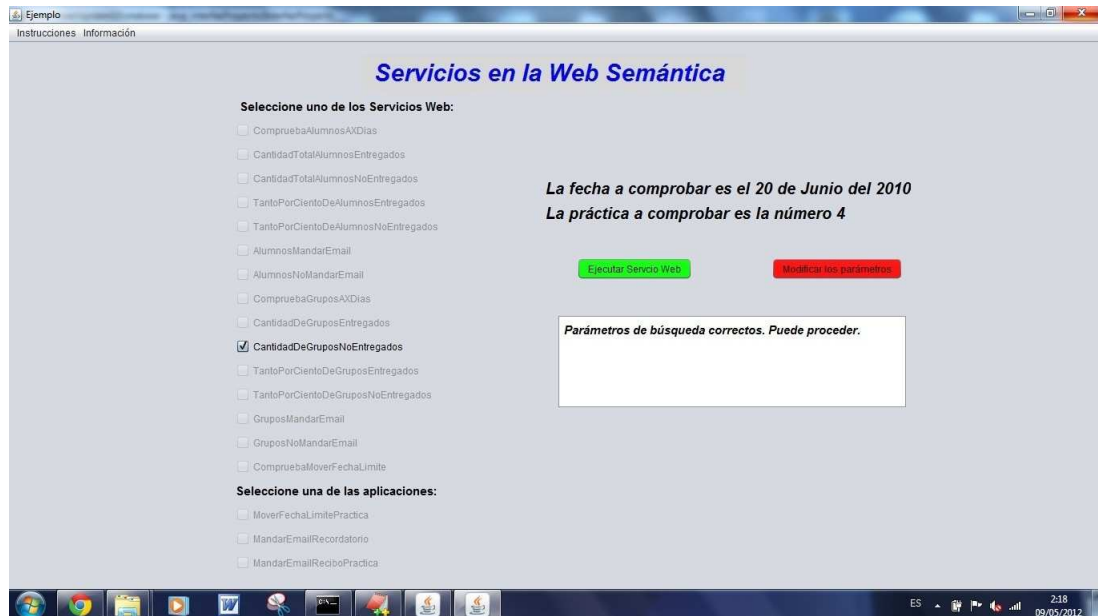 Ejemplo
Instrucciones Información
Servicios en la Web Semántica
Seleccione uno de los Servicios Web:
CompruebaAlumnosAXDias
CantidadTotalAlumnosEntregados
CantidadTotalAlumnosNoEntregados
TantoPorCientoDeAlumnosEntregados
TantoPorCientoDeAlumnosNoEntregados
AlumnosMandarEmail
AlumnosNoMandarEmail
CompruebaGruposAXDias
CantidadDeGruposEntregados
CantidadDeGruposNoEntregados
TantoPorCientoDeGruposEntregados
TantoPorCientoDeGruposNoEntregados
GruposMandarEmail
GruposNoMandarEmail
CompruebaMoverFechaLimite
Seleccione una de las aplicaciones:
MoverFechaLimitePractica
MandarEmailRecordatorio
MandarEmailReciboPractica
La fecha a comprobar es el 20 de Junio del 2010
La práctica a comprobar es la número 4
Ejecutar Servcio Web
Modificar los parámetros
Parámetros de búsqueda correctos. Puede proceder.
ES
2:18
09/05/2012